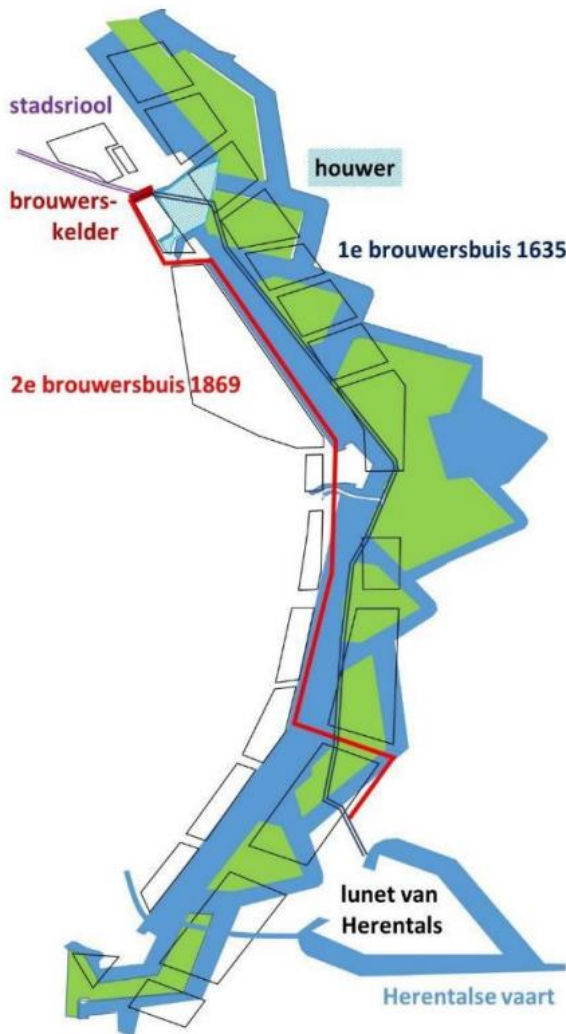 stadsriool
houwer
brouwers-
kelder
1e brouwersbuis 1635
2e brouwersbuis 1869
lunet van
Herentals
Herentalse vaart